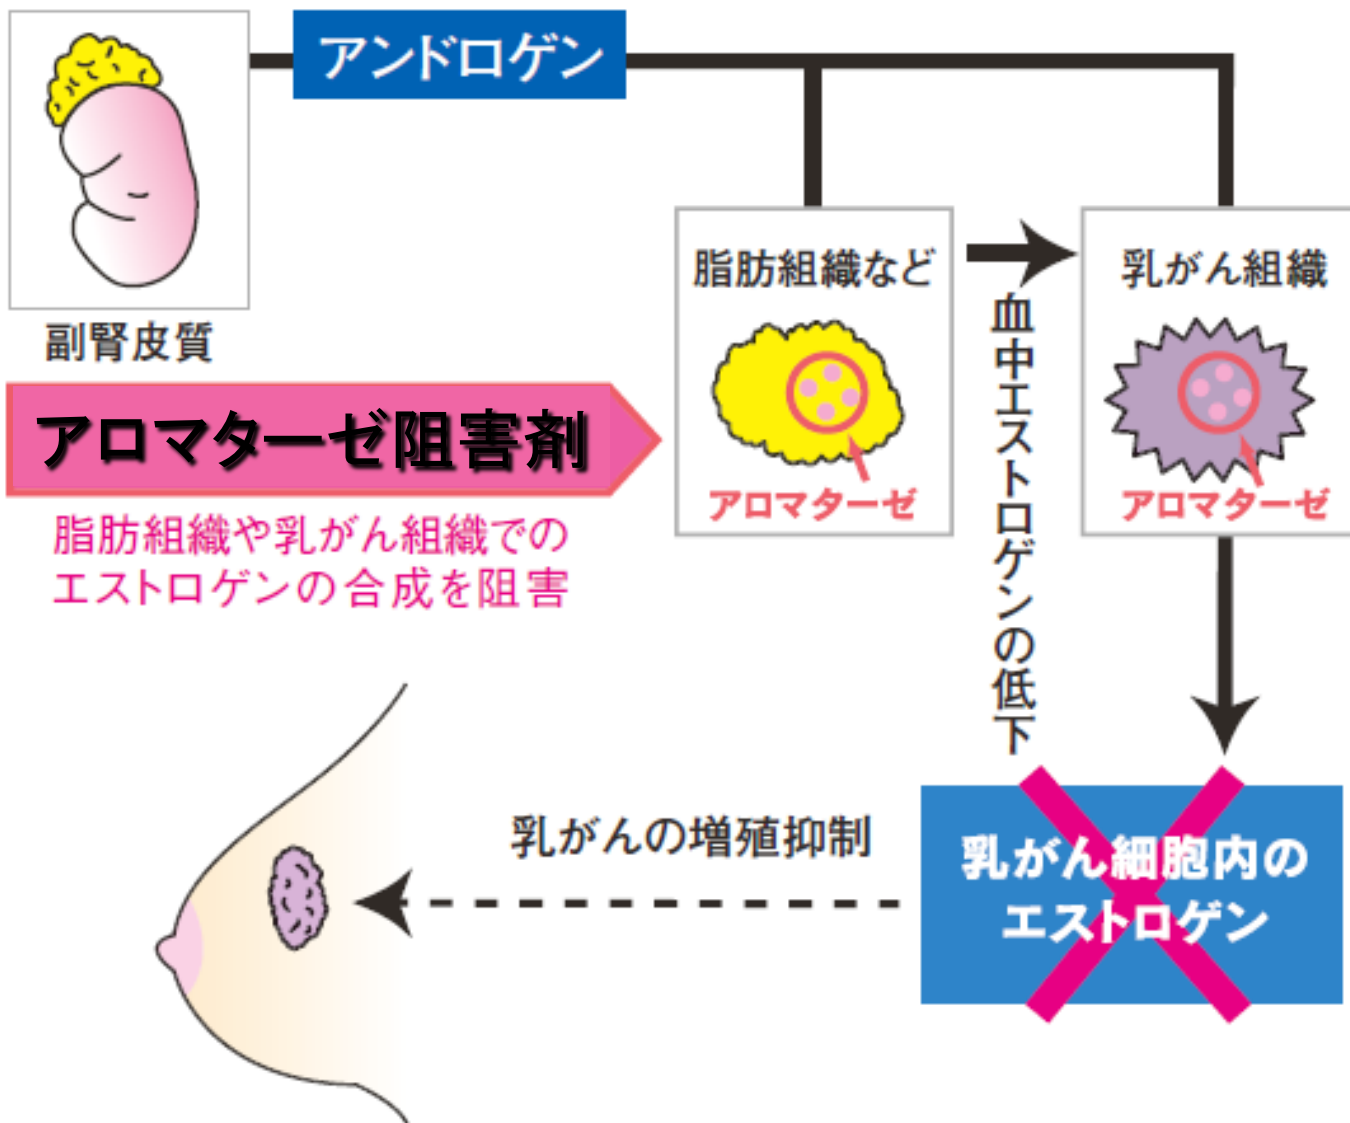 アンドロゲン
副腎皮質
脂肪組織など
アロマターゼ
血中エストロゲンの低下
乳がん組織
アロマターゼ
アロマターゼ阻害剤
脂肪組織や乳がん組織での
エストロゲンの合成を阻害
乳がん細胞内の
エストロゲン
乳がんの増殖抑制